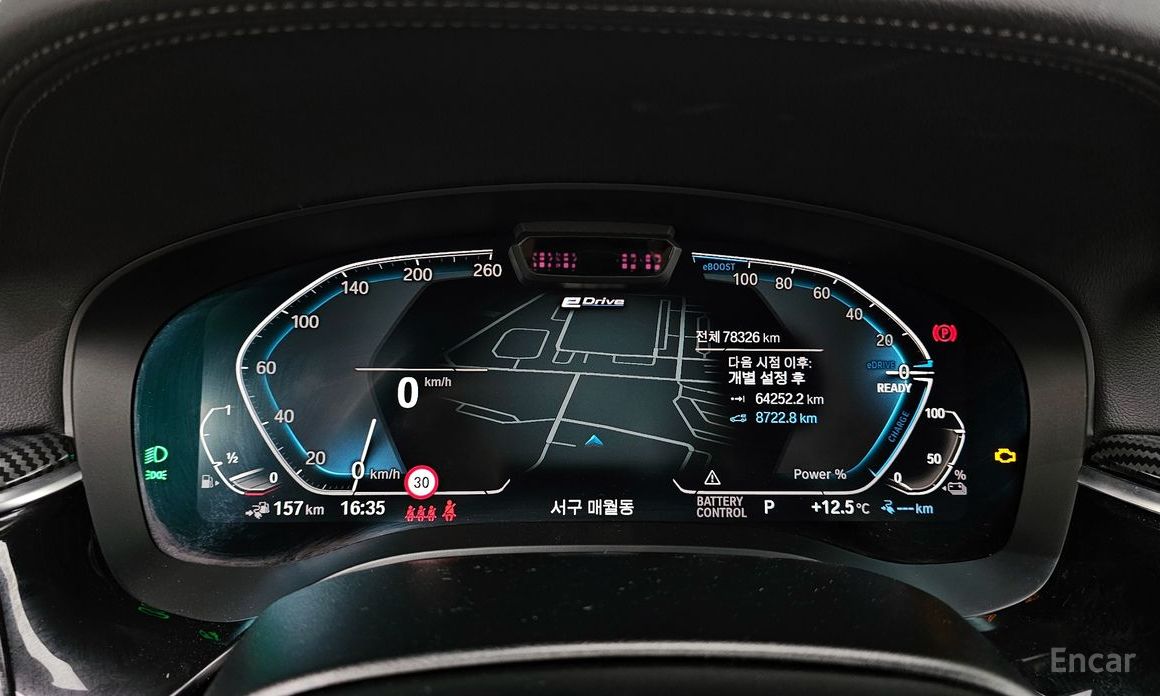 260
200
140
100
60
40
20
0 km/h
0 km/h
30
1
½
0
157 km
16:35
eDrive
전체 78326 km
다음 시점 이후:
개별 설정 후
64252.2 km
8722.8 km
서구 매월동
eBOOST
100
80
60
40
20
eDRIVE
0
READY
CHARGE
Power %
100
50
0
%
BATTERY
CONTROL
P
+12.5 °C
--- km
P
Encar